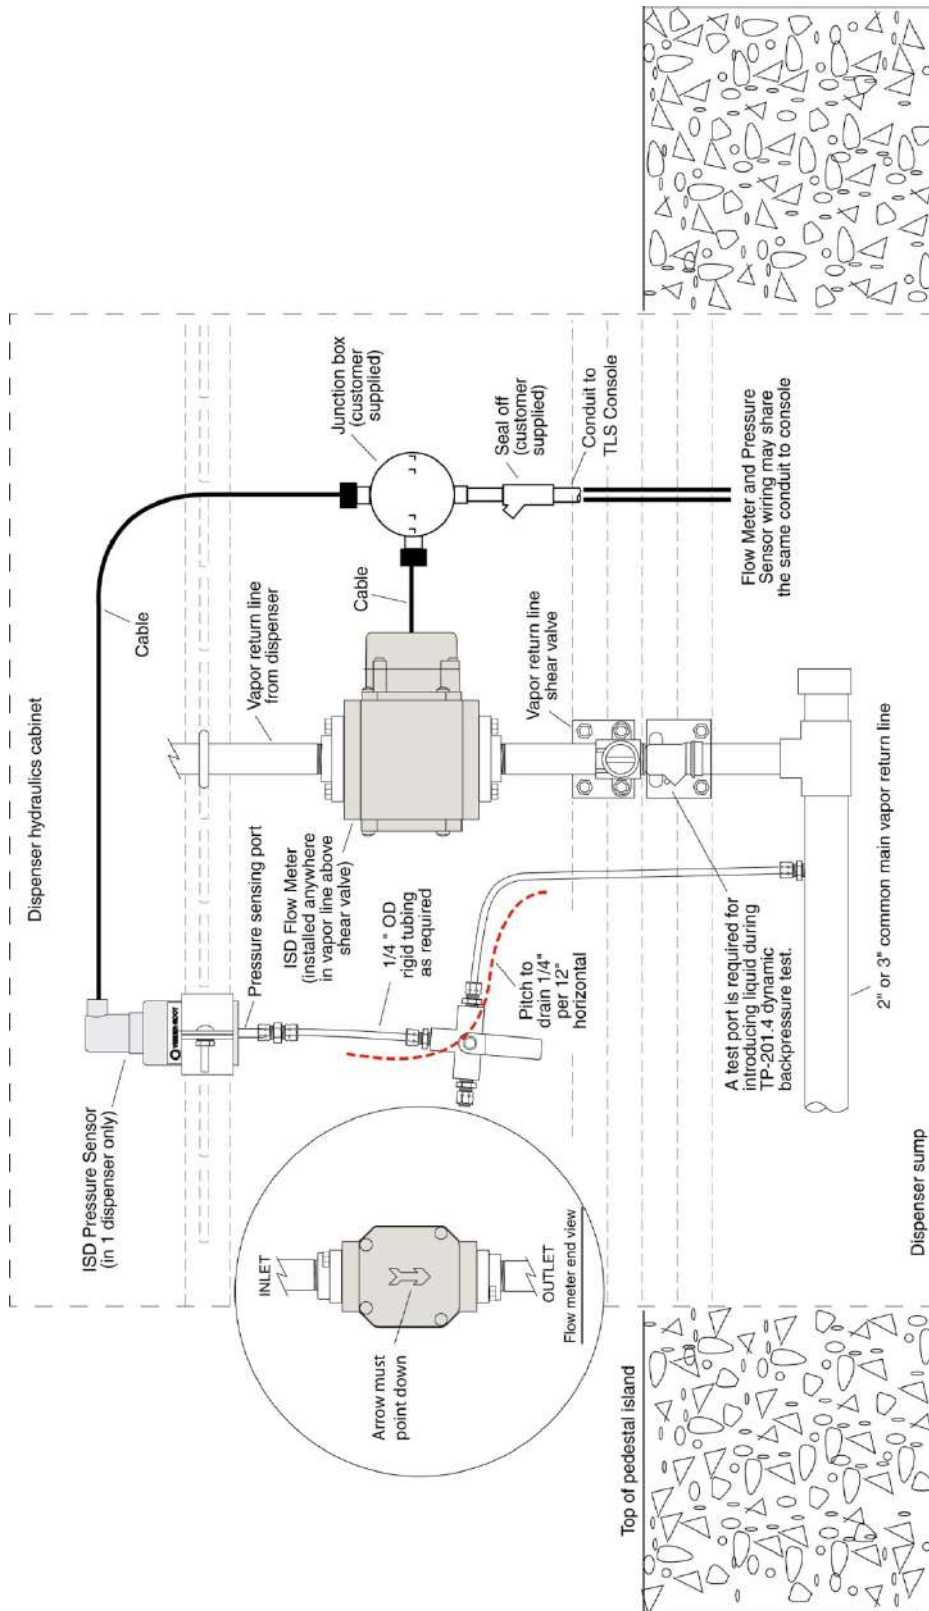 Dispenser hydraulics cabinet
ISD Pressure Sensor
(in 1 dispenser only)
VEEDER-ROOT
Cable
Pressure sensing port
Vapor return line
from dispenser
Junction box
(customer
supplied)
INLET
Arrow must
point down
OUTLET
Flow meter end view
ISD Flow Meter
(installed anywhere
in vapor line above
shear valve)
1/4 " OD
rigid tubing
as required
Cable
Seal off
(customer
supplied)
Pitch to
drain 1/4"
per 12"
horizontal
Vapor return line
shear valve
Conduit to
TLS Console
Top of pedestal island
A test port is required for
introducing liquid during
TP-201.4 dynamic
backpressure test.
Flow Meter and Pressure
Sensor wiring may share
the same conduit to console
2" or 3" common main vapor return line
Dispenser sump